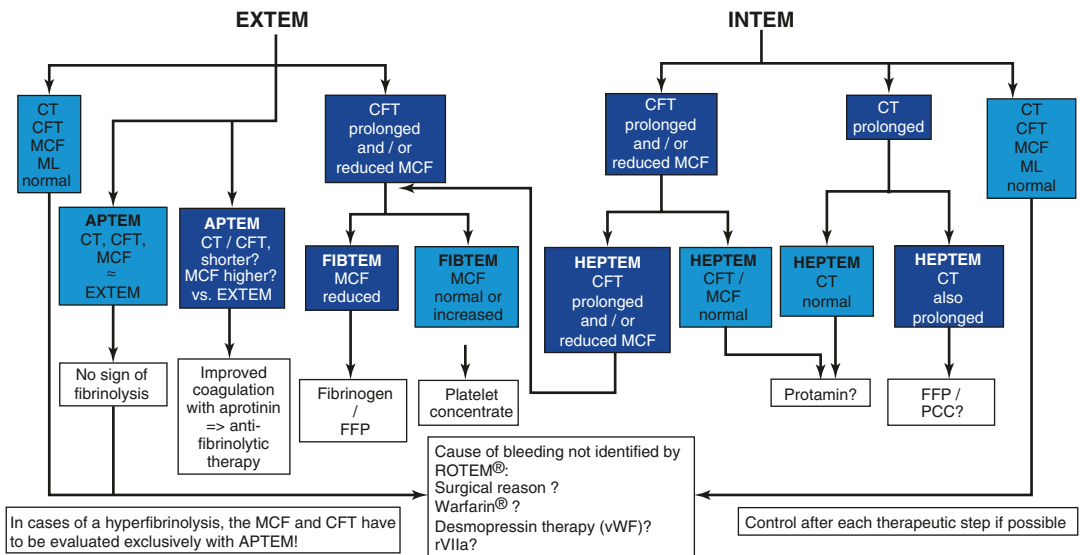 EXTEM
INTEM
CT
CFT
MCF
ML
normal
APTEM
CT, CFT,
MCF
≈
EXTEM
APTEM
CT / CFT,
shorter?
MCF higher?
vs. EXTEM
CFT
prolonged
and / or
reduced MCF
FIBTEM
MCF
reduced
FIBTEM
MCF
normal or
increased
CFT
prolonged
and / or
reduced MCF
HEPTEM
CFT
prolonged
and / or
reduced MCF
HEPTEM
CFT /
MCF
normal
CT
prolonged
HEPTEM
CT
normal
HEPTEM
CT
also
prolonged
CT
CFT
MCF
ML
normal
No sign of
fibrinolysis
Improved
coagulation
with aprotinin
=> anti-
fibrinolytic
therapy
Fibrinogen
/
FFP
Platelet
concentrate
Protamin?
FFP /
PCC?
Cause of bleeding not identified by
ROTEM®:
Surgical reason ?
Warfarin® ?
Desmopressin therapy (vWF)?
rVIIa?
In cases of a hyperfibrinolysis, the MCF and CFT have
to be evaluated exclusively with APTEM!
Control after each therapeutic step if possible